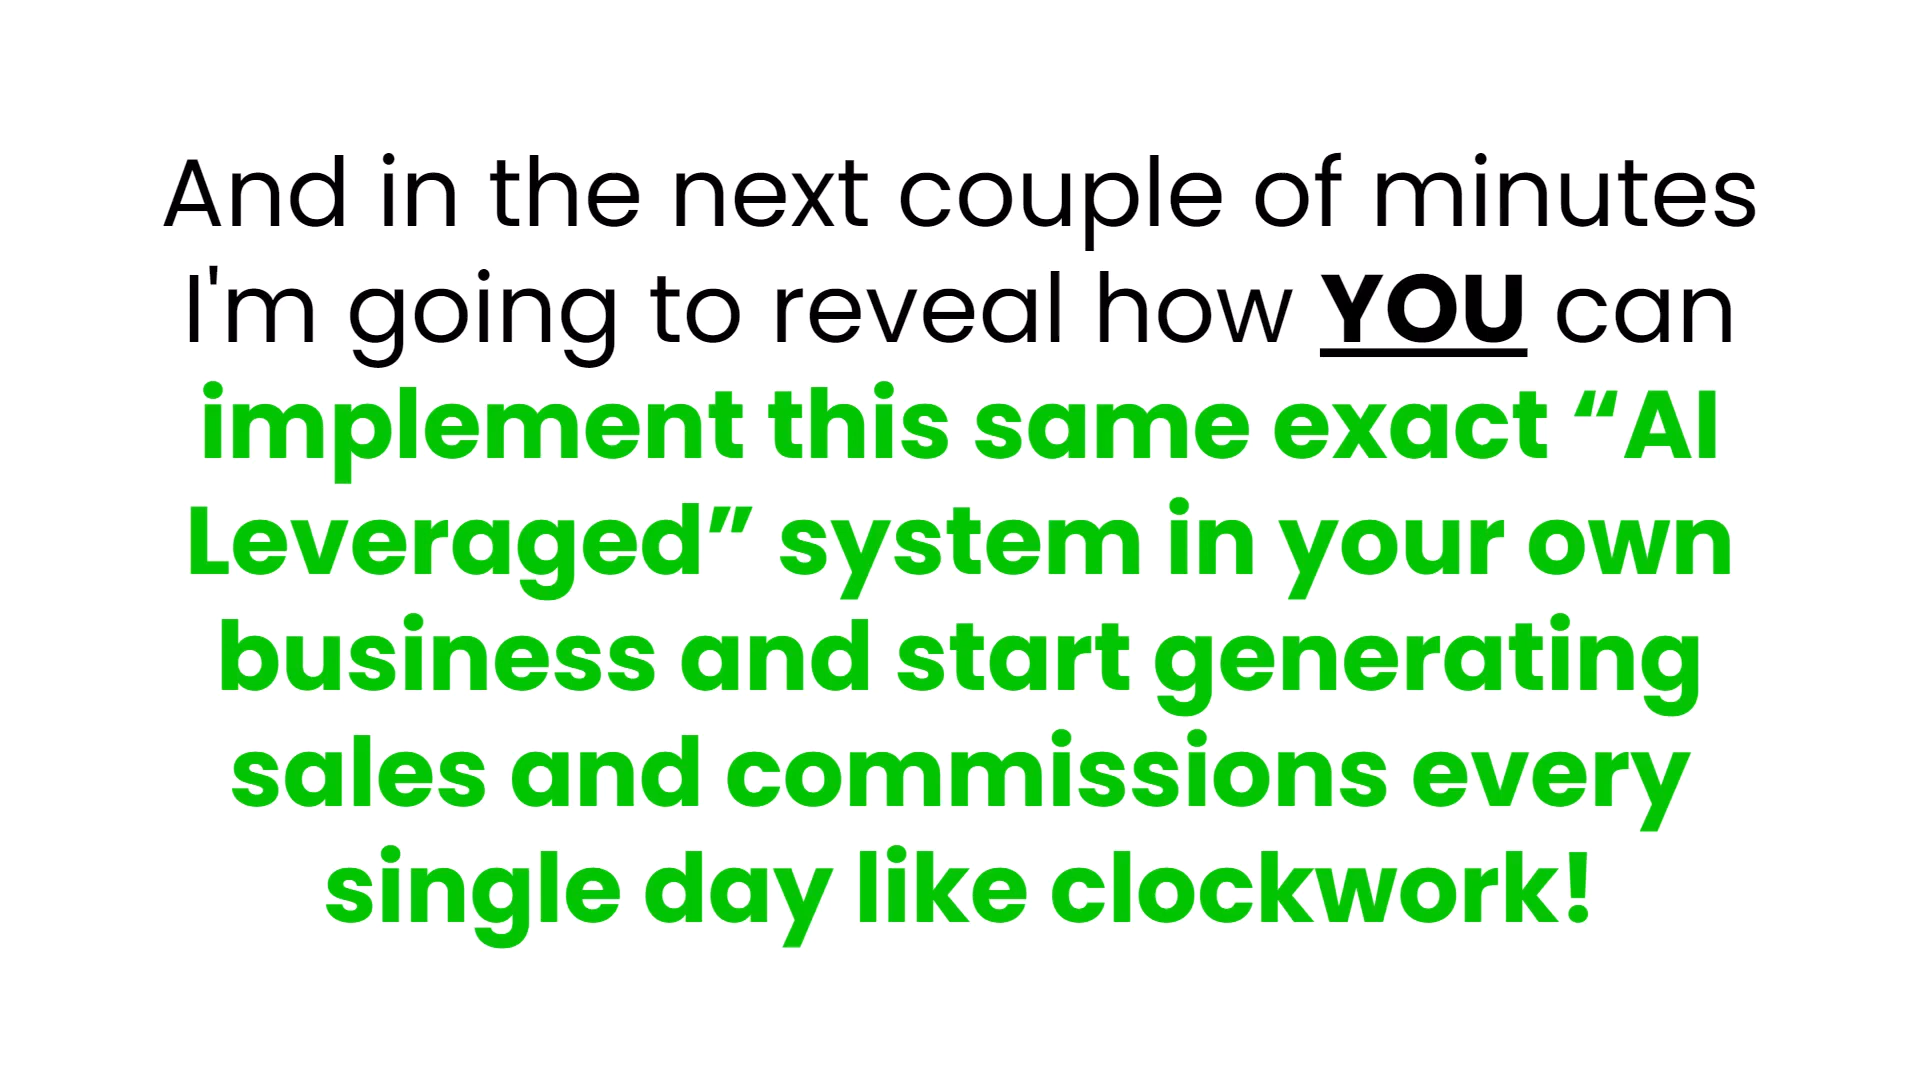 And in the next couple of minutes
I'm going to reveal how YOU can
implement this same exact “AI
Leveraged” system in your own
business and start generating
sales and commissions every
single day like clockwork!